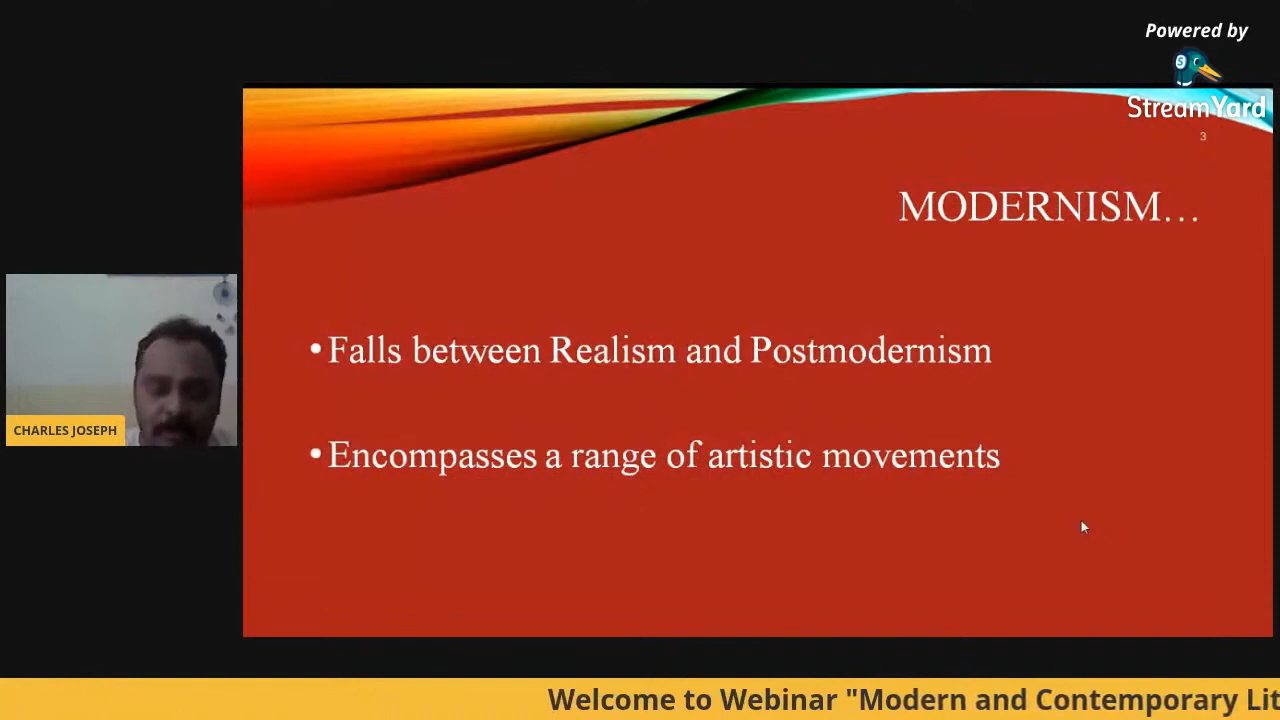 Powered by
StreamYard
3
MODERNISM...
•Falls between Realism and Postmodernism
•Encompasses a range of artistic movements
CHARLES JOSEPH
Welcome to Webinar "Modern and Contemporary Lit